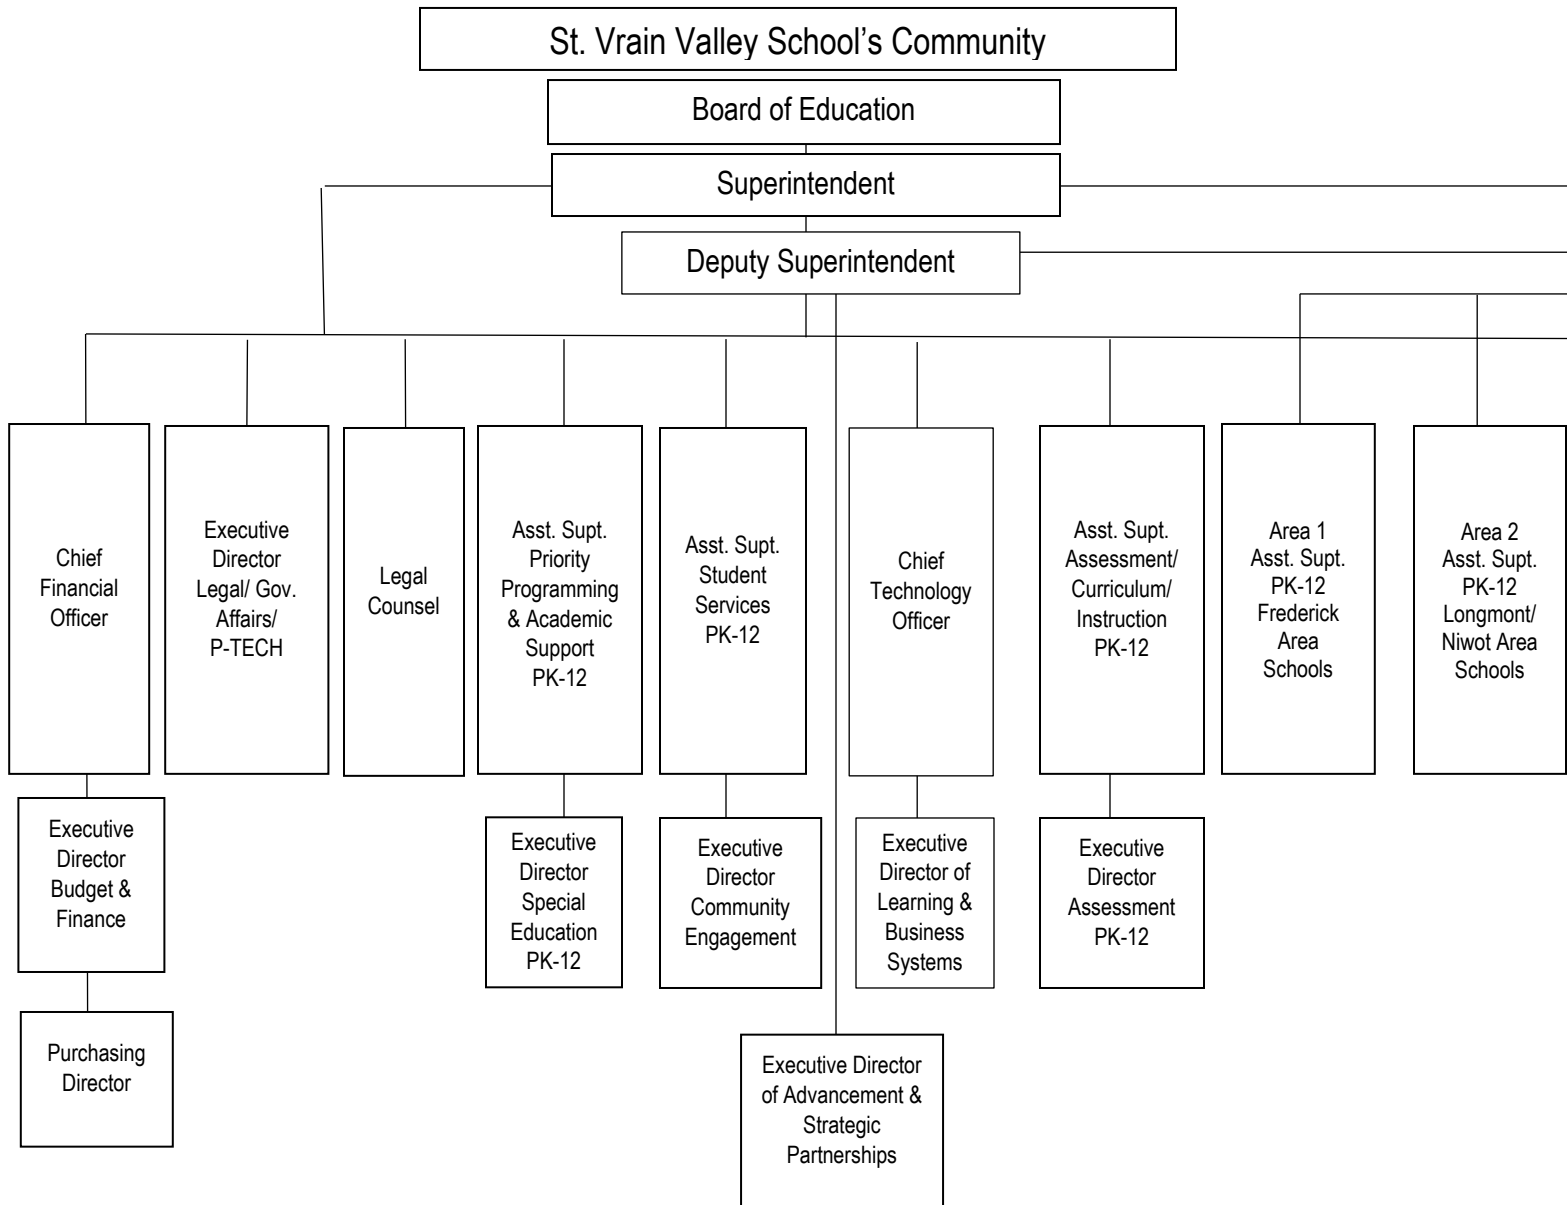 St. Vrain Valley School's Community
Board of Education
Superintendent
Deputy Superintendent
Chief
Financial
Officer
Executive
Director
Legal/ Gov.
Affairs/
P-TECH
Legal
Counsel
Asst. Supt.
Priority
Programming
& Academic
Support
PK-12
Asst. Supt.
Student
Services
PK-12
Chief
Technology
Officer
Asst. Supt.
Assessment/
Curriculum/
Instruction
PK-12
Area 1
Asst. Supt.
PK-12
Frederick
Area
Schools
Area 2
Asst. Supt.
PK-12
Longmont/
Niwot Area
Schools
Executive
Director
Budget &
Finance
Executive
Director
Special
Education
PK-12
Executive
Director
Community
Engagement
Executive
Director of
Learning &
Business
Systems
Executive
Director
Assessment
PK-12
Purchasing
Director
Executive Director
of Advancement &
Strategic
Partnerships